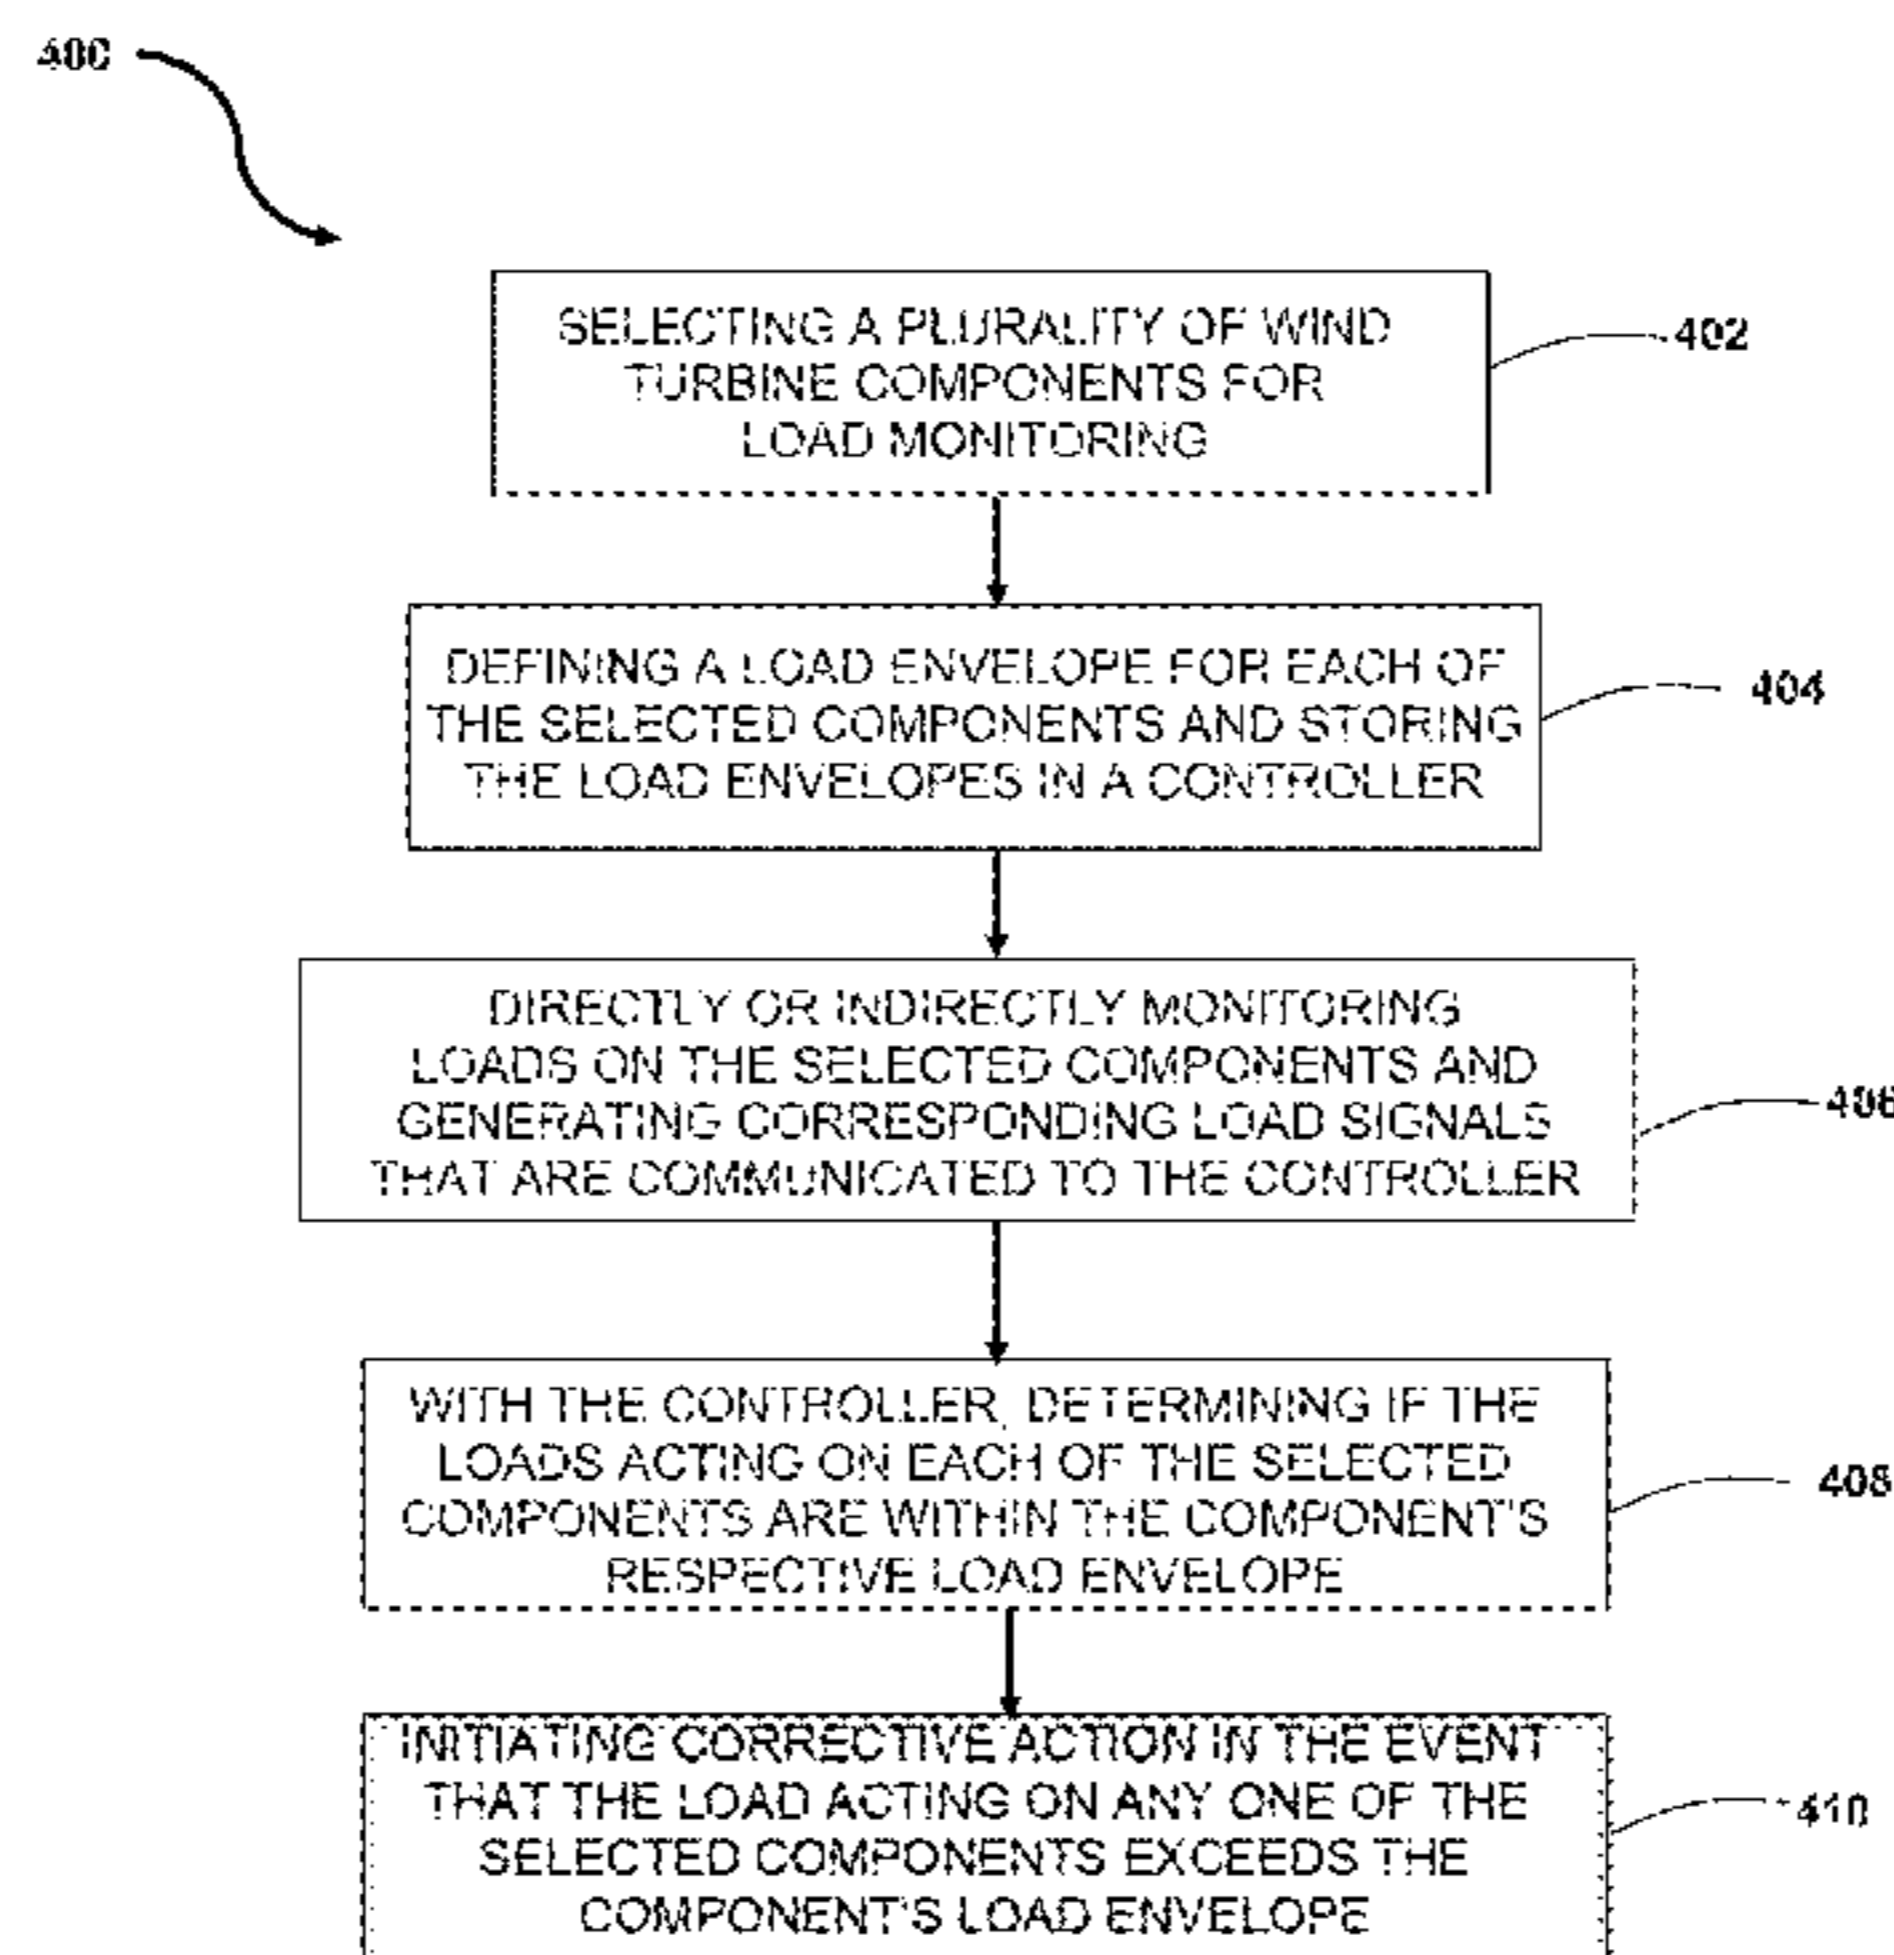 400
SELECTING A PLURALITY OF WIND
TURBINE COMPONENTS FOR
LOAD MONITORING
402
DEFINING A LOAD ENVELOPE FOR EACH OF
THE SELECTED COMPONENTS AND STORING
THE LOAD ENVELOPES IN A CONTROLLER
404
DIRECTLY OR INDIRECTLY MONITORING
LOADS ON THE SELECTED COMPONENTS AND
GENERATING CORRESPONDING LOAD SIGNALS
THAT ARE COMMUNICATED TO THE CONTROLLER
406
WITH THE CONTROLLER, DETERMINING IF THE
LOADS ACTING ON EACH OF THE SELECTED
COMPONENTS ARE WITHIN THE COMPONENT'S
RESPECTIVE LOAD ENVELOPE
408
INITIATING CORRECTIVE ACTION IN THE EVENT
THAT THE LOAD ACTING ON ANY ONE OF THE
SELECTED COMPONENTS EXCEEDS THE
COMPONENT'S LOAD ENVELOPE
410